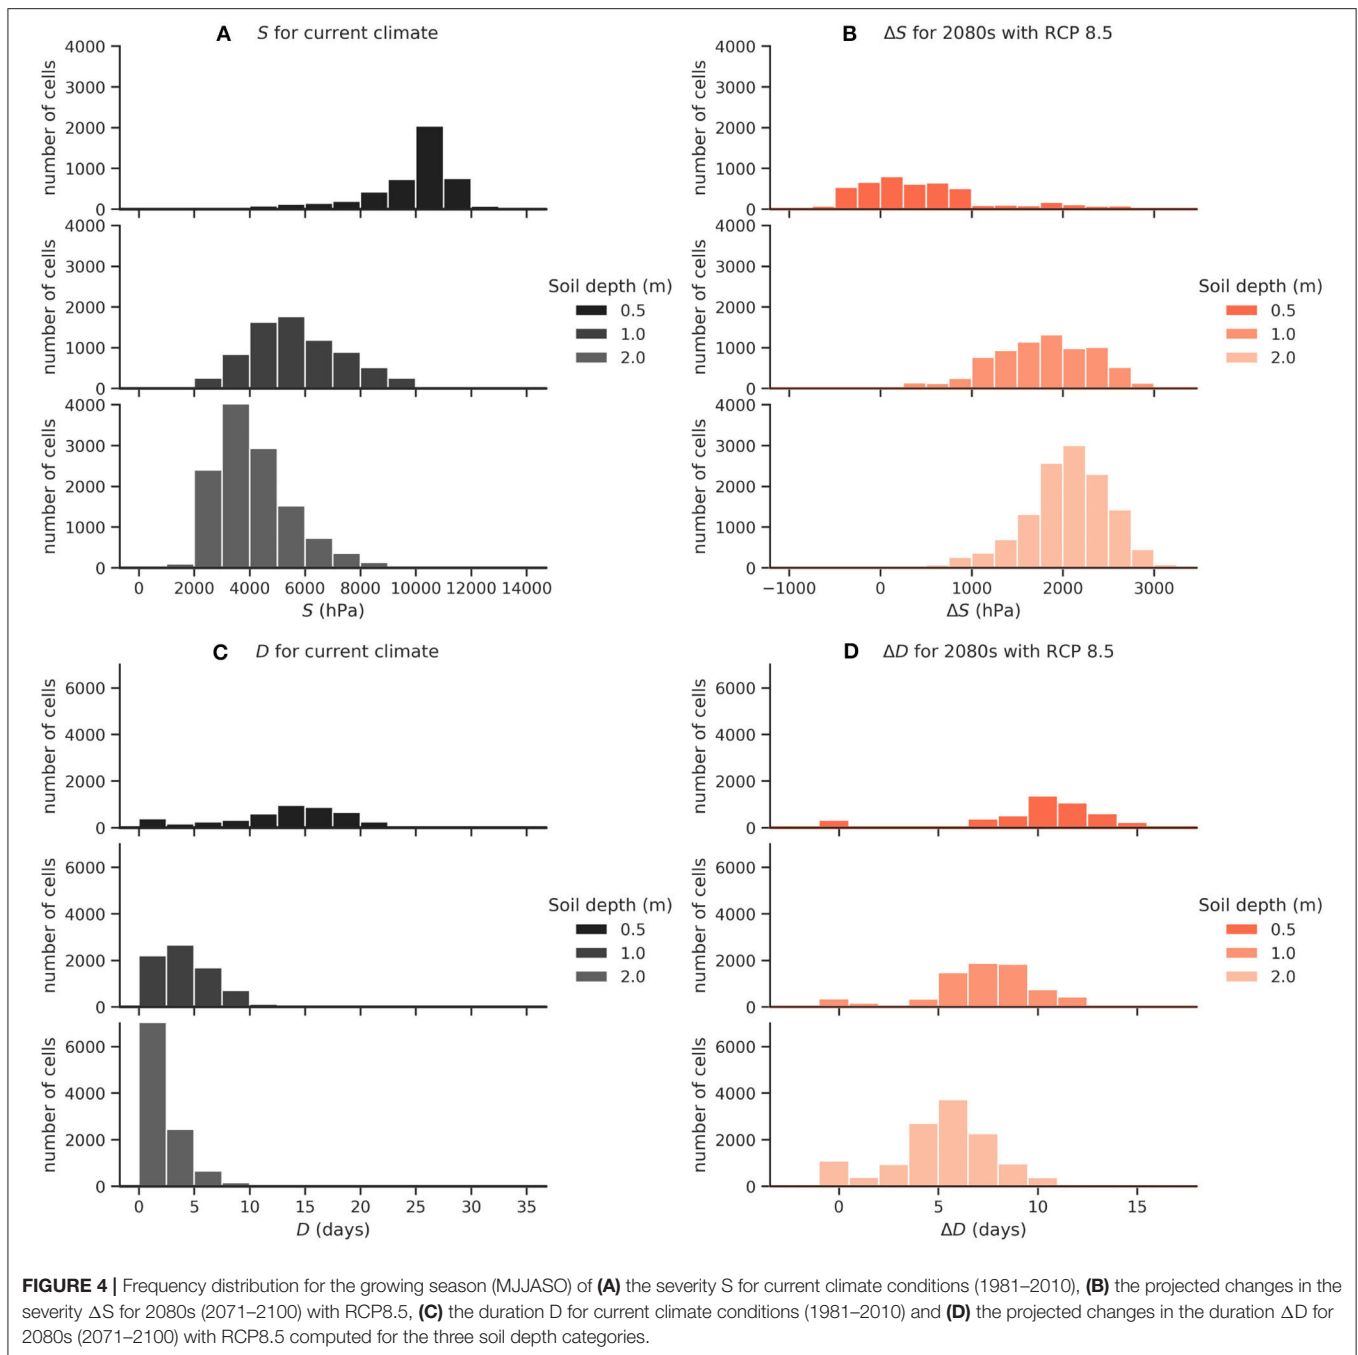 A S for current climate
4000
3000
2000
1000
0
number of cells
4000
3000
2000
1000
0
number of cells
4000
3000
2000
1000
0
number of cells
0 2000 4000 6000 8000 10000 12000 14000
S (hPa)
Soil depth (m)
0.5
1.0
2.0
B ΔS for 2080s with RCP 8.5
4000
3000
2000
1000
0
number of cells
4000
3000
2000
1000
0
number of cells
4000
3000
2000
1000
0
number of cells
−1000 0 1000 2000 3000
ΔS (hPa)
Soil depth (m)
0.5
1.0
2.0
C D for current climate
6000
4000
2000
0
number of cells
6000
4000
2000
0
number of cells
6000
4000
2000
0
number of cells
0 5 10 15 20 25 30 35
D (days)
Soil depth (m)
0.5
1.0
2.0
D ΔD for 2080s with RCP 8.5
6000
4000
2000
0
number of cells
6000
4000
2000
0
number of cells
6000
4000
2000
0
number of cells
0 5 10 15
ΔD (days)
Soil depth (m)
0.5
1.0
2.0
FIGURE 4 | Frequency distribution for the growing season (MJJASO) of (A) the severity S for current climate conditions (1981–2010), (B) the projected changes in the
severity ΔS for 2080s (2071–2100) with RCP8.5, (C) the duration D for current climate conditions (1981–2010) and (D) the projected changes in the duration ΔD for
2080s (2071–2100) with RCP8.5 computed for the three soil depth categories.